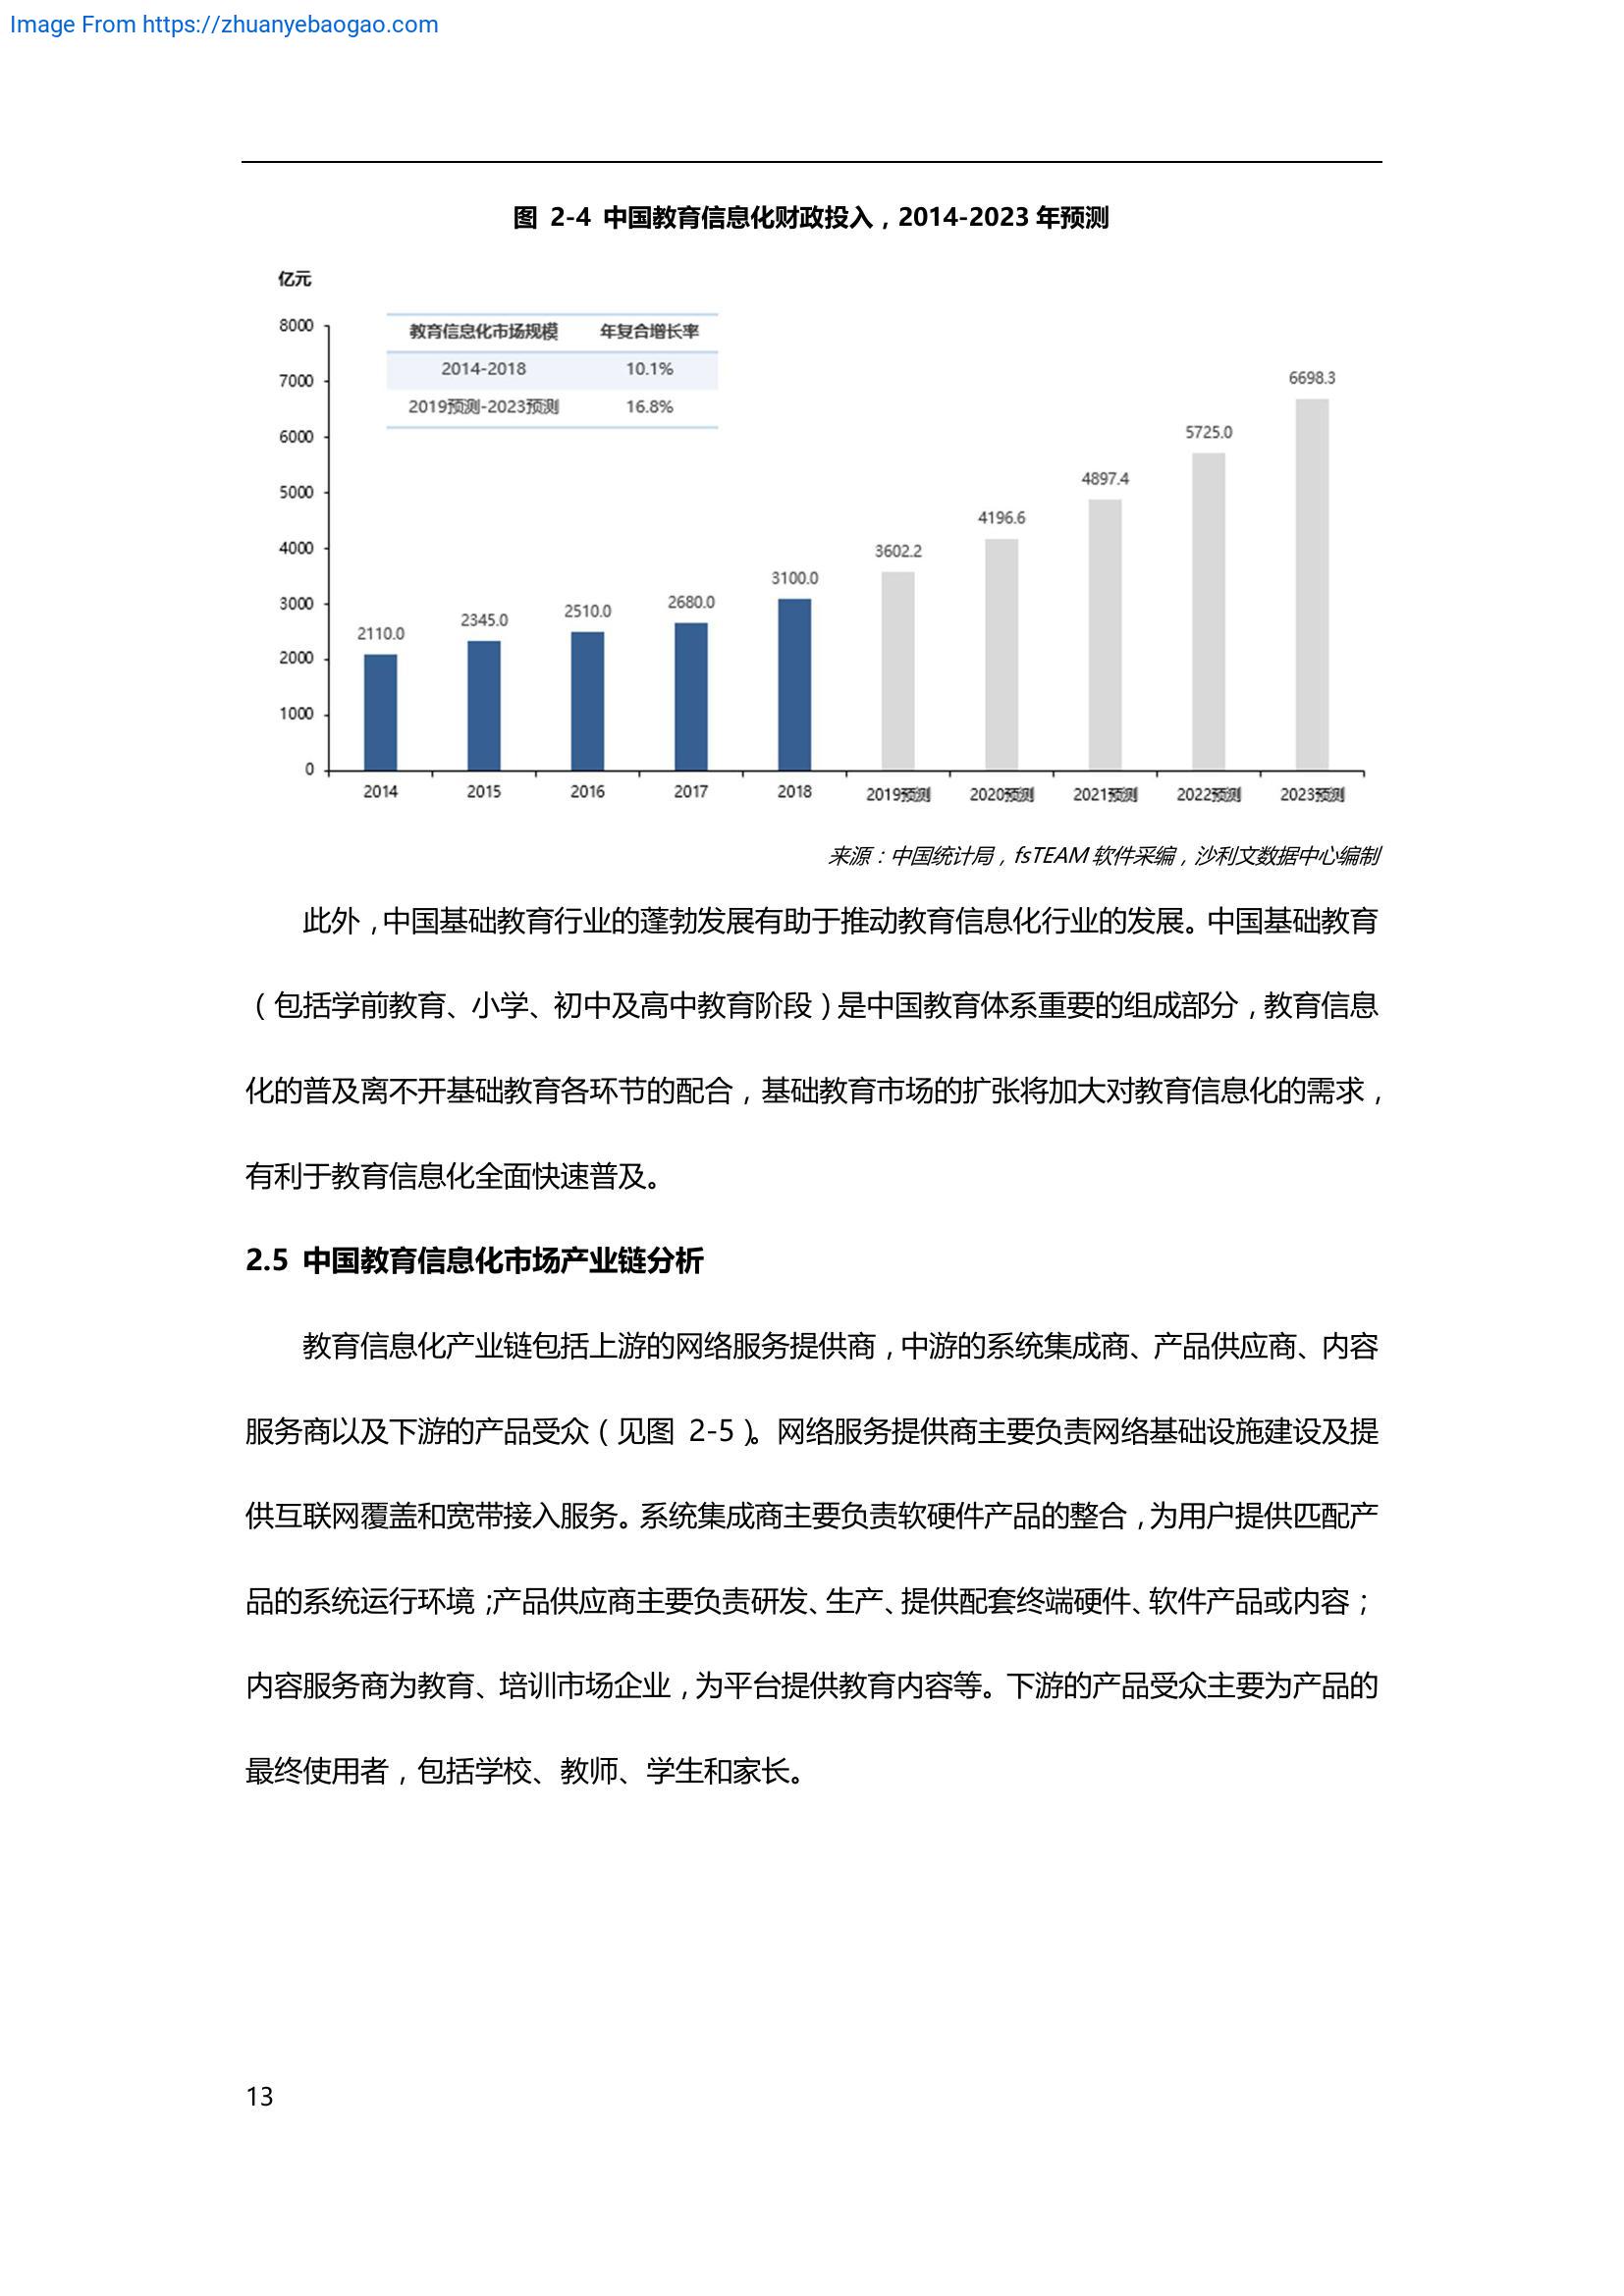 Image From https://zhuanyebaogao.com
图 2-4 中国教育信息化财政投入，2014-2023 年预测
亿元
教育信息化市场规模 年复合增长率
2014-2018 10.1%
2019预测-2023预测 16.8%
8000
7000
6000
5000
4000
3000
2000
1000
0
2110.0
2345.0
2510.0
2680.0
3100.0
3602.2
4196.6
4897.4
5725.0
6698.3
2014 2015 2016 2017 2018 2019预测 2020预测 2021预测 2022预测 2023预测
来源：中国统计局，fsTEAM 软件采编，沙利文数据中心编制
此外，中国基础教育行业的蓬勃发展有助于推动教育信息化行业的发展。中国基础教育
（包括学前教育、小学、初中及高中教育阶段）是中国教育体系重要的组成部分，教育信息
化的普及离不开基础教育各环节的配合，基础教育市场的扩张将加大对教育信息化的需求，
有利于教育信息化全面快速普及。
2.5 中国教育信息化市场产业链分析
教育信息化产业链包括上游的网络服务提供商，中游的系统集成商、产品供应商、内容
服务商以及下游的产品受众（见图 2-5）。网络服务提供商主要负责网络基础设施建设及提
供互联网覆盖和宽带接入服务。系统集成商主要负责软硬件产品的整合，为用户提供匹配产
品的系统运行环境；产品供应商主要负责研发、生产、提供配套终端硬件、软件产品或内容；
内容服务商为教育、培训市场企业，为平台提供教育内容等。下游的产品受众主要为产品的
最终使用者，包括学校、教师、学生和家长。
13